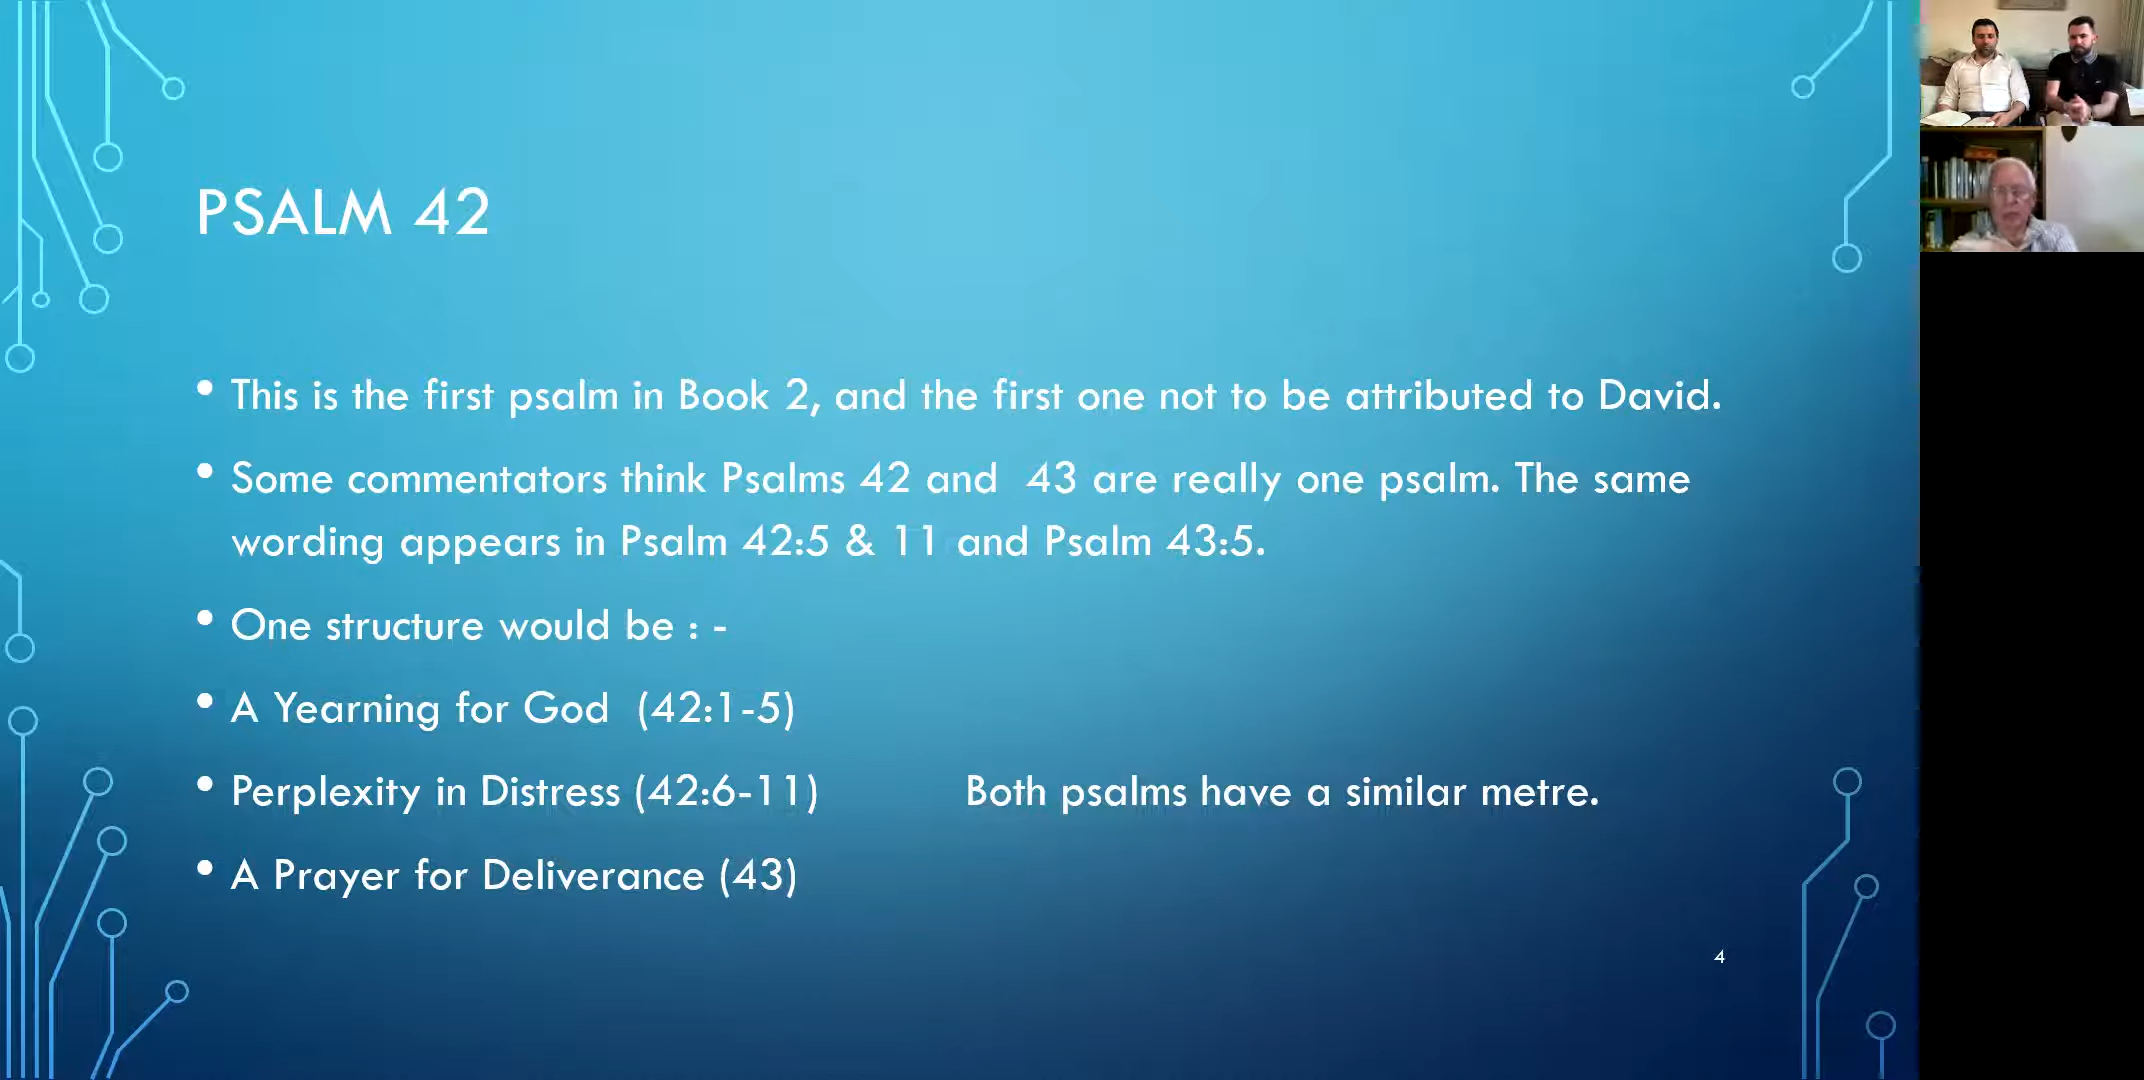 PSALM 42
• This is the first psalm in Book 2, and the first one not to be attributed to David.
• Some commentators think Psalms 42 and  43 are really one psalm. The same
wording appears in Psalm 42:5 & 11 and Psalm 43:5.
• One structure would be : -
• A Yearning for God  (42:1-5)
• Perplexity in Distress (42:6-11)          Both psalms have a similar metre.
• A Prayer for Deliverance (43)
4